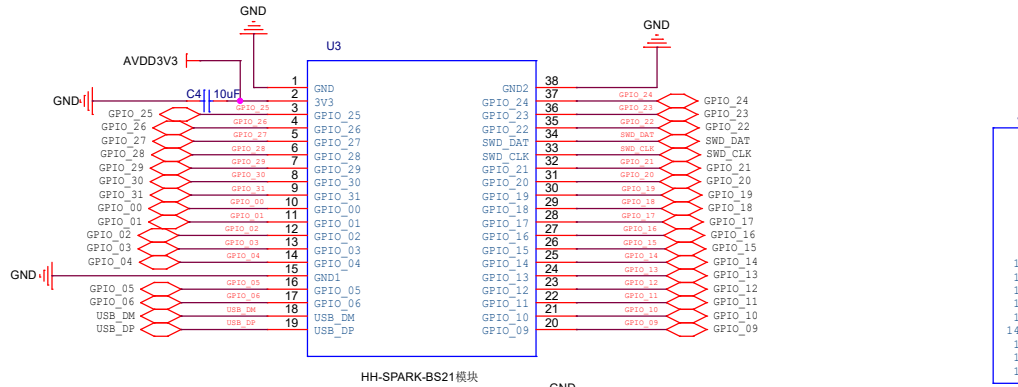 GND
GND
U3
AVDD3V3
1 GND GND2 38
GND C4 10uF 2 3V3 GPIO_24 37 GPIO_24 GPIO_24
GPIO_25 GPIO_25 3 GPIO_25 GPIO_23 36 GPIO_23 GPIO_23
GPIO_26 GPIO_26 4 GPIO_26 GPIO_22 35 GPIO_22 GPIO_22
GPIO_27 GPIO_27 5 GPIO_27 SWD_DAT 34 SWD_DAT SWD_DAT
GPIO_28 GPIO_28 6 GPIO_28 SWD_CLK 33 SWD_CLK SWD_CLK
GPIO_29 GPIO_29 7 GPIO_29 GPIO_21 32 GPIO_21 GPIO_21
GPIO_30 GPIO_30 8 GPIO_30 GPIO_20 31 GPIO_20 GPIO_20
GPIO_31 GPIO_31 9 GPIO_31 GPIO_19 30 GPIO_19 GPIO_19
GPIO_00 GPIO_00 10 GPIO_00 GPIO_18 29 GPIO_18 GPIO_18
GPIO_01 GPIO_01 11 GPIO_01 GPIO_17 28 GPIO_17 GPIO_17
GPIO_02 GPIO_02 12 GPIO_02 GPIO_16 27 GPIO_16 GPIO_16
GPIO_03 GPIO_03 13 GPIO_03 GPIO_15 26 GPIO_15 GPIO_15
GPIO_04 GPIO_04 14 GPIO_04 GPIO_14 25 GPIO_14 GPIO_14
GND 15 GND1 GPIO_13 24 GPIO_13 GPIO_13
GPIO_05 GPIO_05 16 GPIO_05 GPIO_12 23 GPIO_12 GPIO_12
GPIO_06 GPIO_06 17 GPIO_06 GPIO_11 22 GPIO_11 GPIO_11
USB_DM USB_DM 18 USB_DM GPIO_10 21 GPIO_10 GPIO_10
USB_DP USB_DP 19 USB_DP GPIO_09 20 GPIO_09 GPIO_09
HH-SPARK-BS21模块
GND